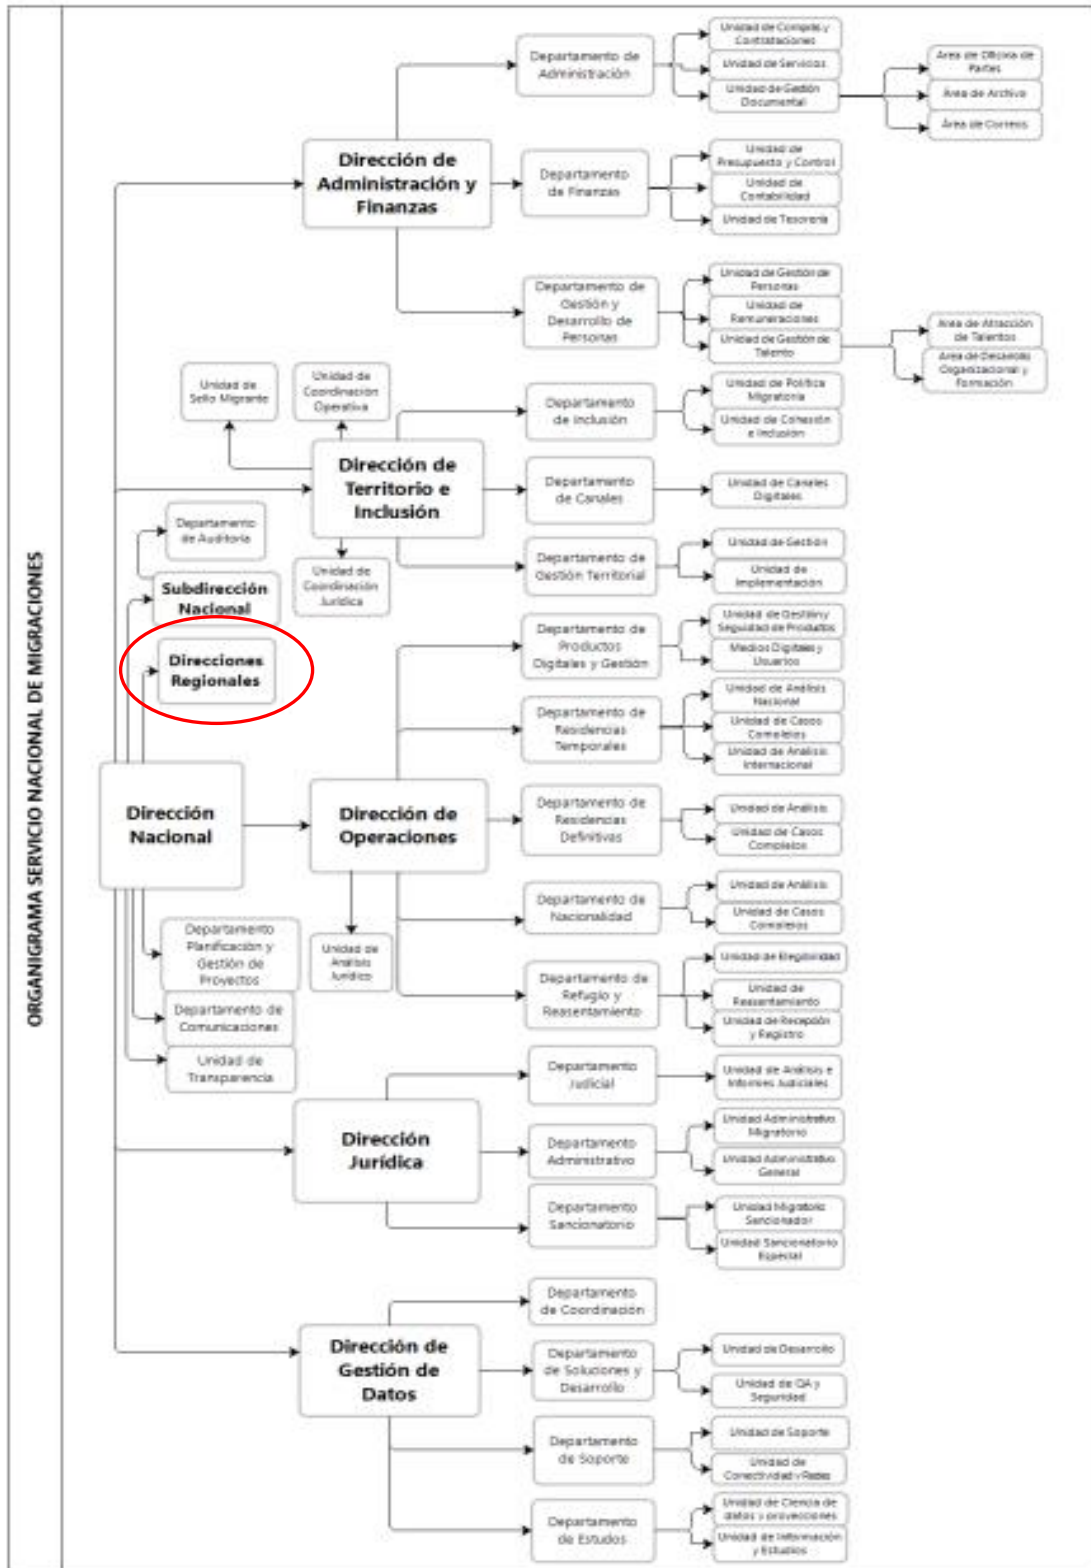 ORGANIGRAMA SERVICIO NACIONAL DE MIGRACIONES
Dirección
Nacional
Dirección de
Administración y
Finanzas
Departamento de
Administración
Unidad de Compras y
Contrataciones
Unidad de Servicios
Unidad de Gestión
Documental
Area de Oficina de
Partes
Área de Archivo
Área de Correos
Departamento
de Finanzas
Unidad de
Presupuesto y Control
Unidad de
Contabilidad
Unidad de Tesorería
Departamento de
Gestión y
Desarrollo de
Personas
Unidad de Gestión de
Personas
Unidad de
Remuneraciones
Unidad de Gestión de
Talento
Area de Atracción
de Talentos
Area de Desarrollo
Organizacional y
Formación
Unidad de
Sello Migrante
Unidad de
Coordinación
Operativa
Dirección de
Territorio e
Inclusión
Unidad de
Coordinación
Jurídica
Departamento
de Inclusión
Unidad de Política
Migratoria
Unidad de Cohesión
e Inclusión
Departamento
de Canales
Unidad de Canales
Digitales
Departamento de
Gestión Territorial
Unidad de Gestión
Unidad de
Implementación
Departamento
de Auditoría
Subdirección
Nacional
Direcciones
Regionales
Dirección de
Operaciones
Unidad de
Análisis
Jurídico
Departamento de
Productos
Digitales y Gestión
Unidad de Gestión y
Seguidad de Productos
Medios Digitales y
Usuarios
Departamento de
Residencias
Temporales
Unidad de Análisis
Nacional
Unidad de Casos
Complejos
Unidad de Análisis
Internacional
Departamento de
Residencias
Definitivas
Unidad de Análisis
Unidad de Casos
Complejos
Departamento de
Nacionalidad
Unidad de Análisis
Unidad de Casos
Complejos
Departamento de
Refugio y
Reasentamiento
Unidad de Elegibilidad
Unidad de
Reasentamiento
Unidad de Recepción
y Registro
Departamento
Planificación y
Gestión de
Proyectos
Departamento de
Comunicaciones
Unidad de
Transparencia
Dirección
Jurídica
Departamento
Judicial
Unidad de Análisis e
Informes Judiciales
Departamento
Administrativo
Unidad Administrativo
Migratorio
Unidad Administrativo
General
Departamento
Sancionatorio
Unidad Migratorio
Sancionador
Unidad Sancionatorio
Especial
Dirección de
Gestión de
Datos
Departamento
de Coordinación
Departamento
de Soluciones y
Desarrollo
Unidad de Desarrollo
Unidad de QA y
Seguridad
Departamento
de Soporte
Unidad de Soporte
Unidad de
Conectividad y Redes
Departamento
de Estudos
Unidad de Ciencia de
datos y proyecciones
Unidad de Información
y Estudios